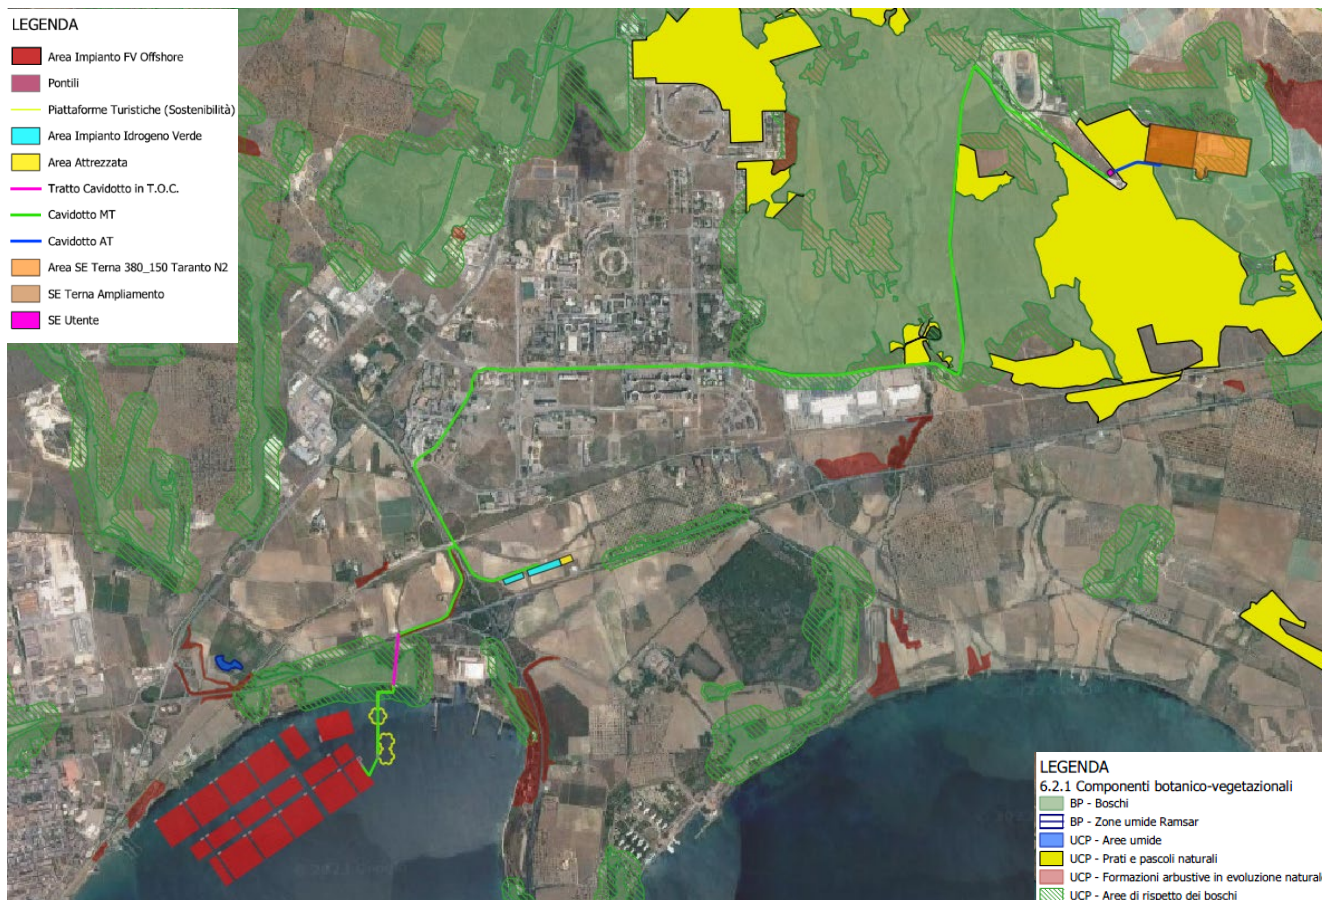 LEGENDA
Area Impianto FV Offshore
Pontili
Piattaforme Turistiche (Sostenibilità)
Area Impianto Idrogeno Verde
Area Attrezzata
Tratto Cavidotto in T.O.C.
Cavidotto MT
Cavidotto AT
Area SE Terna 380_150 Taranto N2
SE Terna Ampliamento
SE Utente
LEGENDA
6.2.1 Componenti botanico-vegetazionali
BP - Boschi
BP - Zone umide Ramsar
UCP - Aree umide
UCP - Prati e pascoli naturali
UCP - Formazioni arbustive in evoluzione naturale
UCP - Aree di rispetto dei boschi